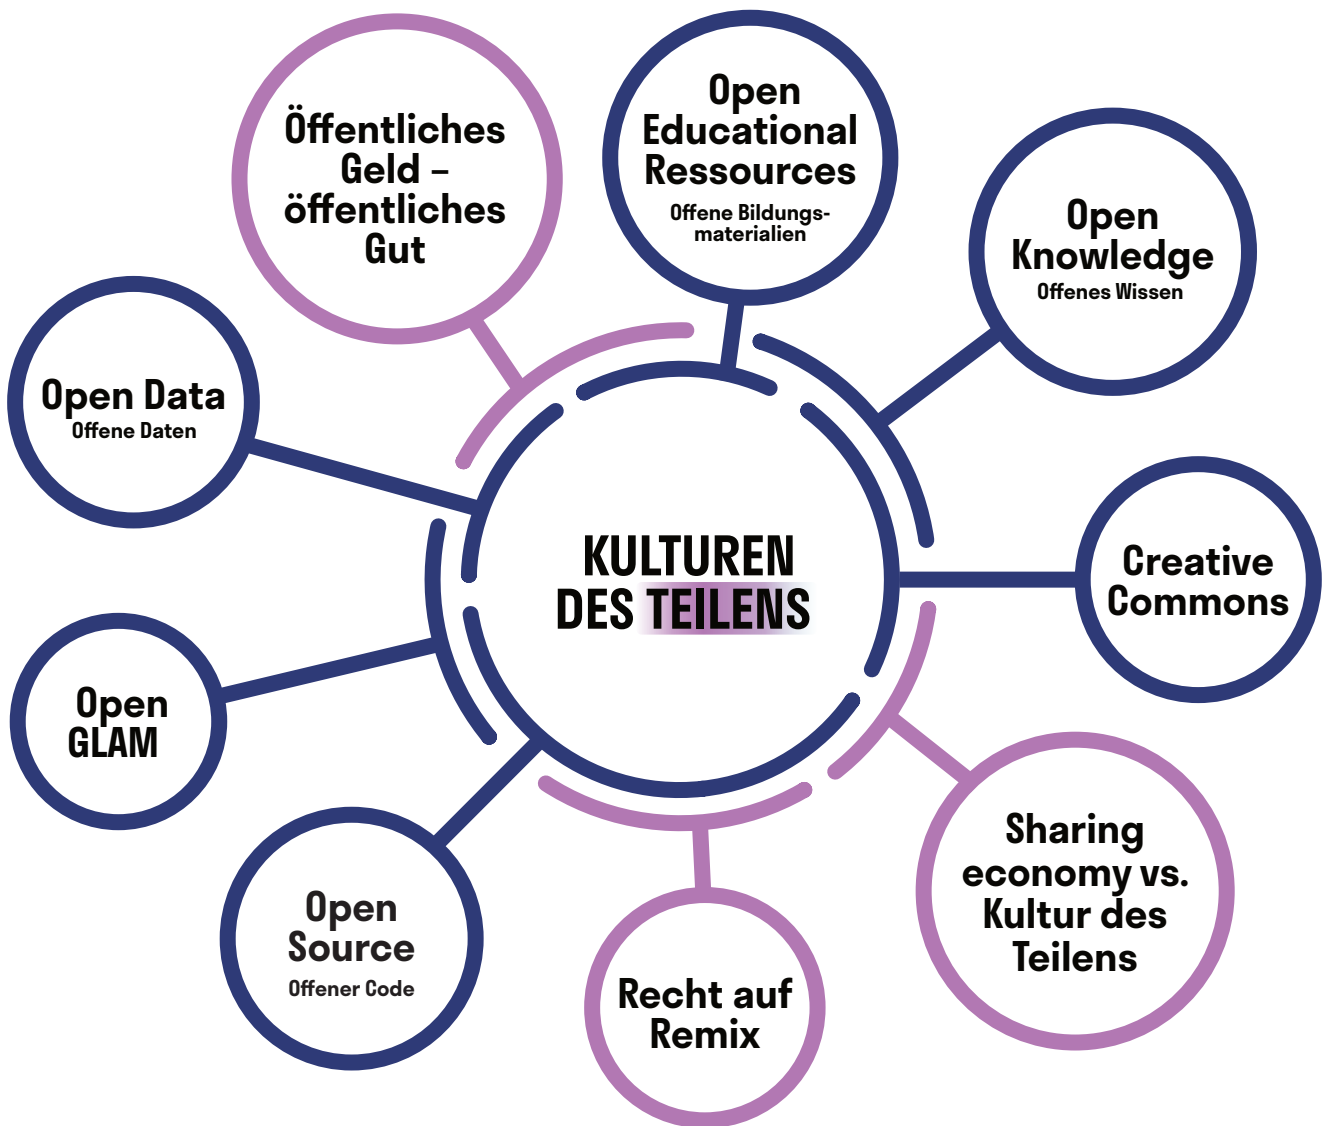 Öffentliches
Geld –
öffentliches
Gut
Open
Educational
Ressources
Offene Bildungs-
materialien
Open
Knowledge
Offenes Wissen
Open Data
Offene Daten
KULTUREN
DES TEILENS
Creative
Commons
Open
GLAM
Sharing
economy vs.
Kultur des
Teilens
Open
Source
Offener Code
Recht auf
Remix